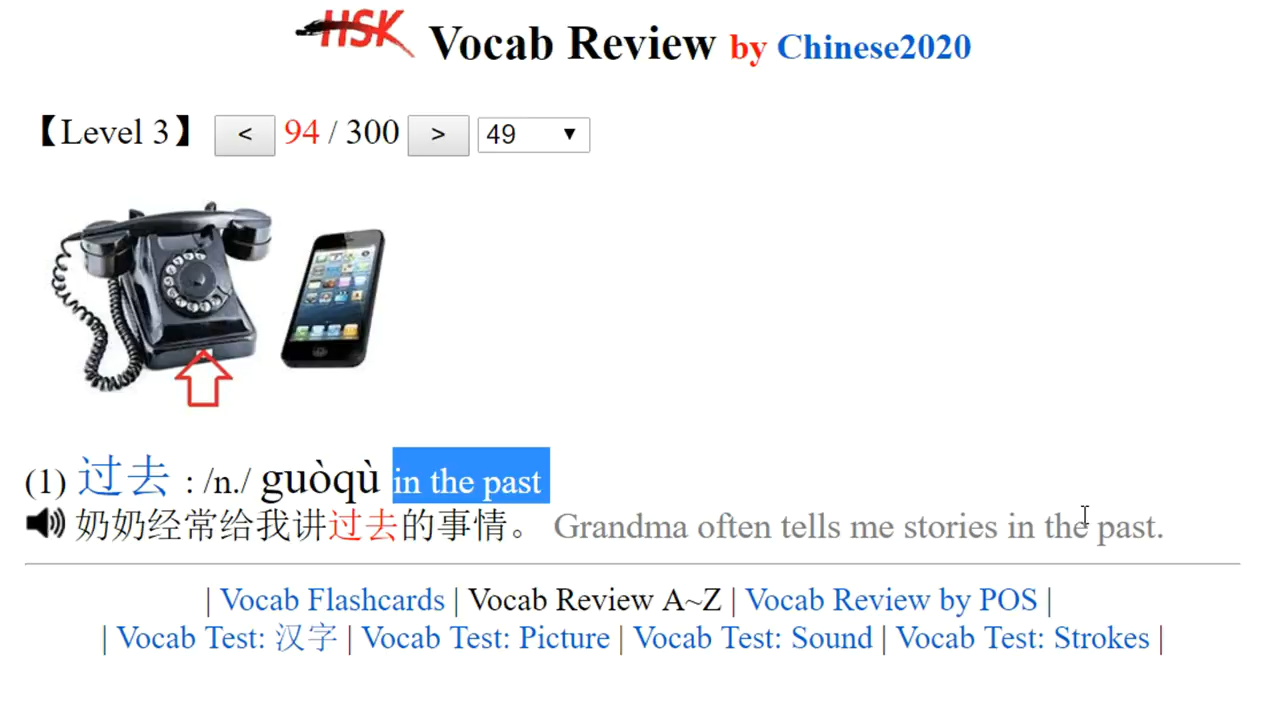 HSK Vocab Review by Chinese2020
【Level 3】 < 94 / 300 > 49 ▼
(1) 过去 : /n./ guòqù in the past
奶奶经常给我讲过去的事情。 Grandma often tells me stories in the past.
| Vocab Flashcards | Vocab Review A~Z | Vocab Review by POS |
| Vocab Test: 汉字 | Vocab Test: Picture | Vocab Test: Sound | Vocab Test: Strokes |